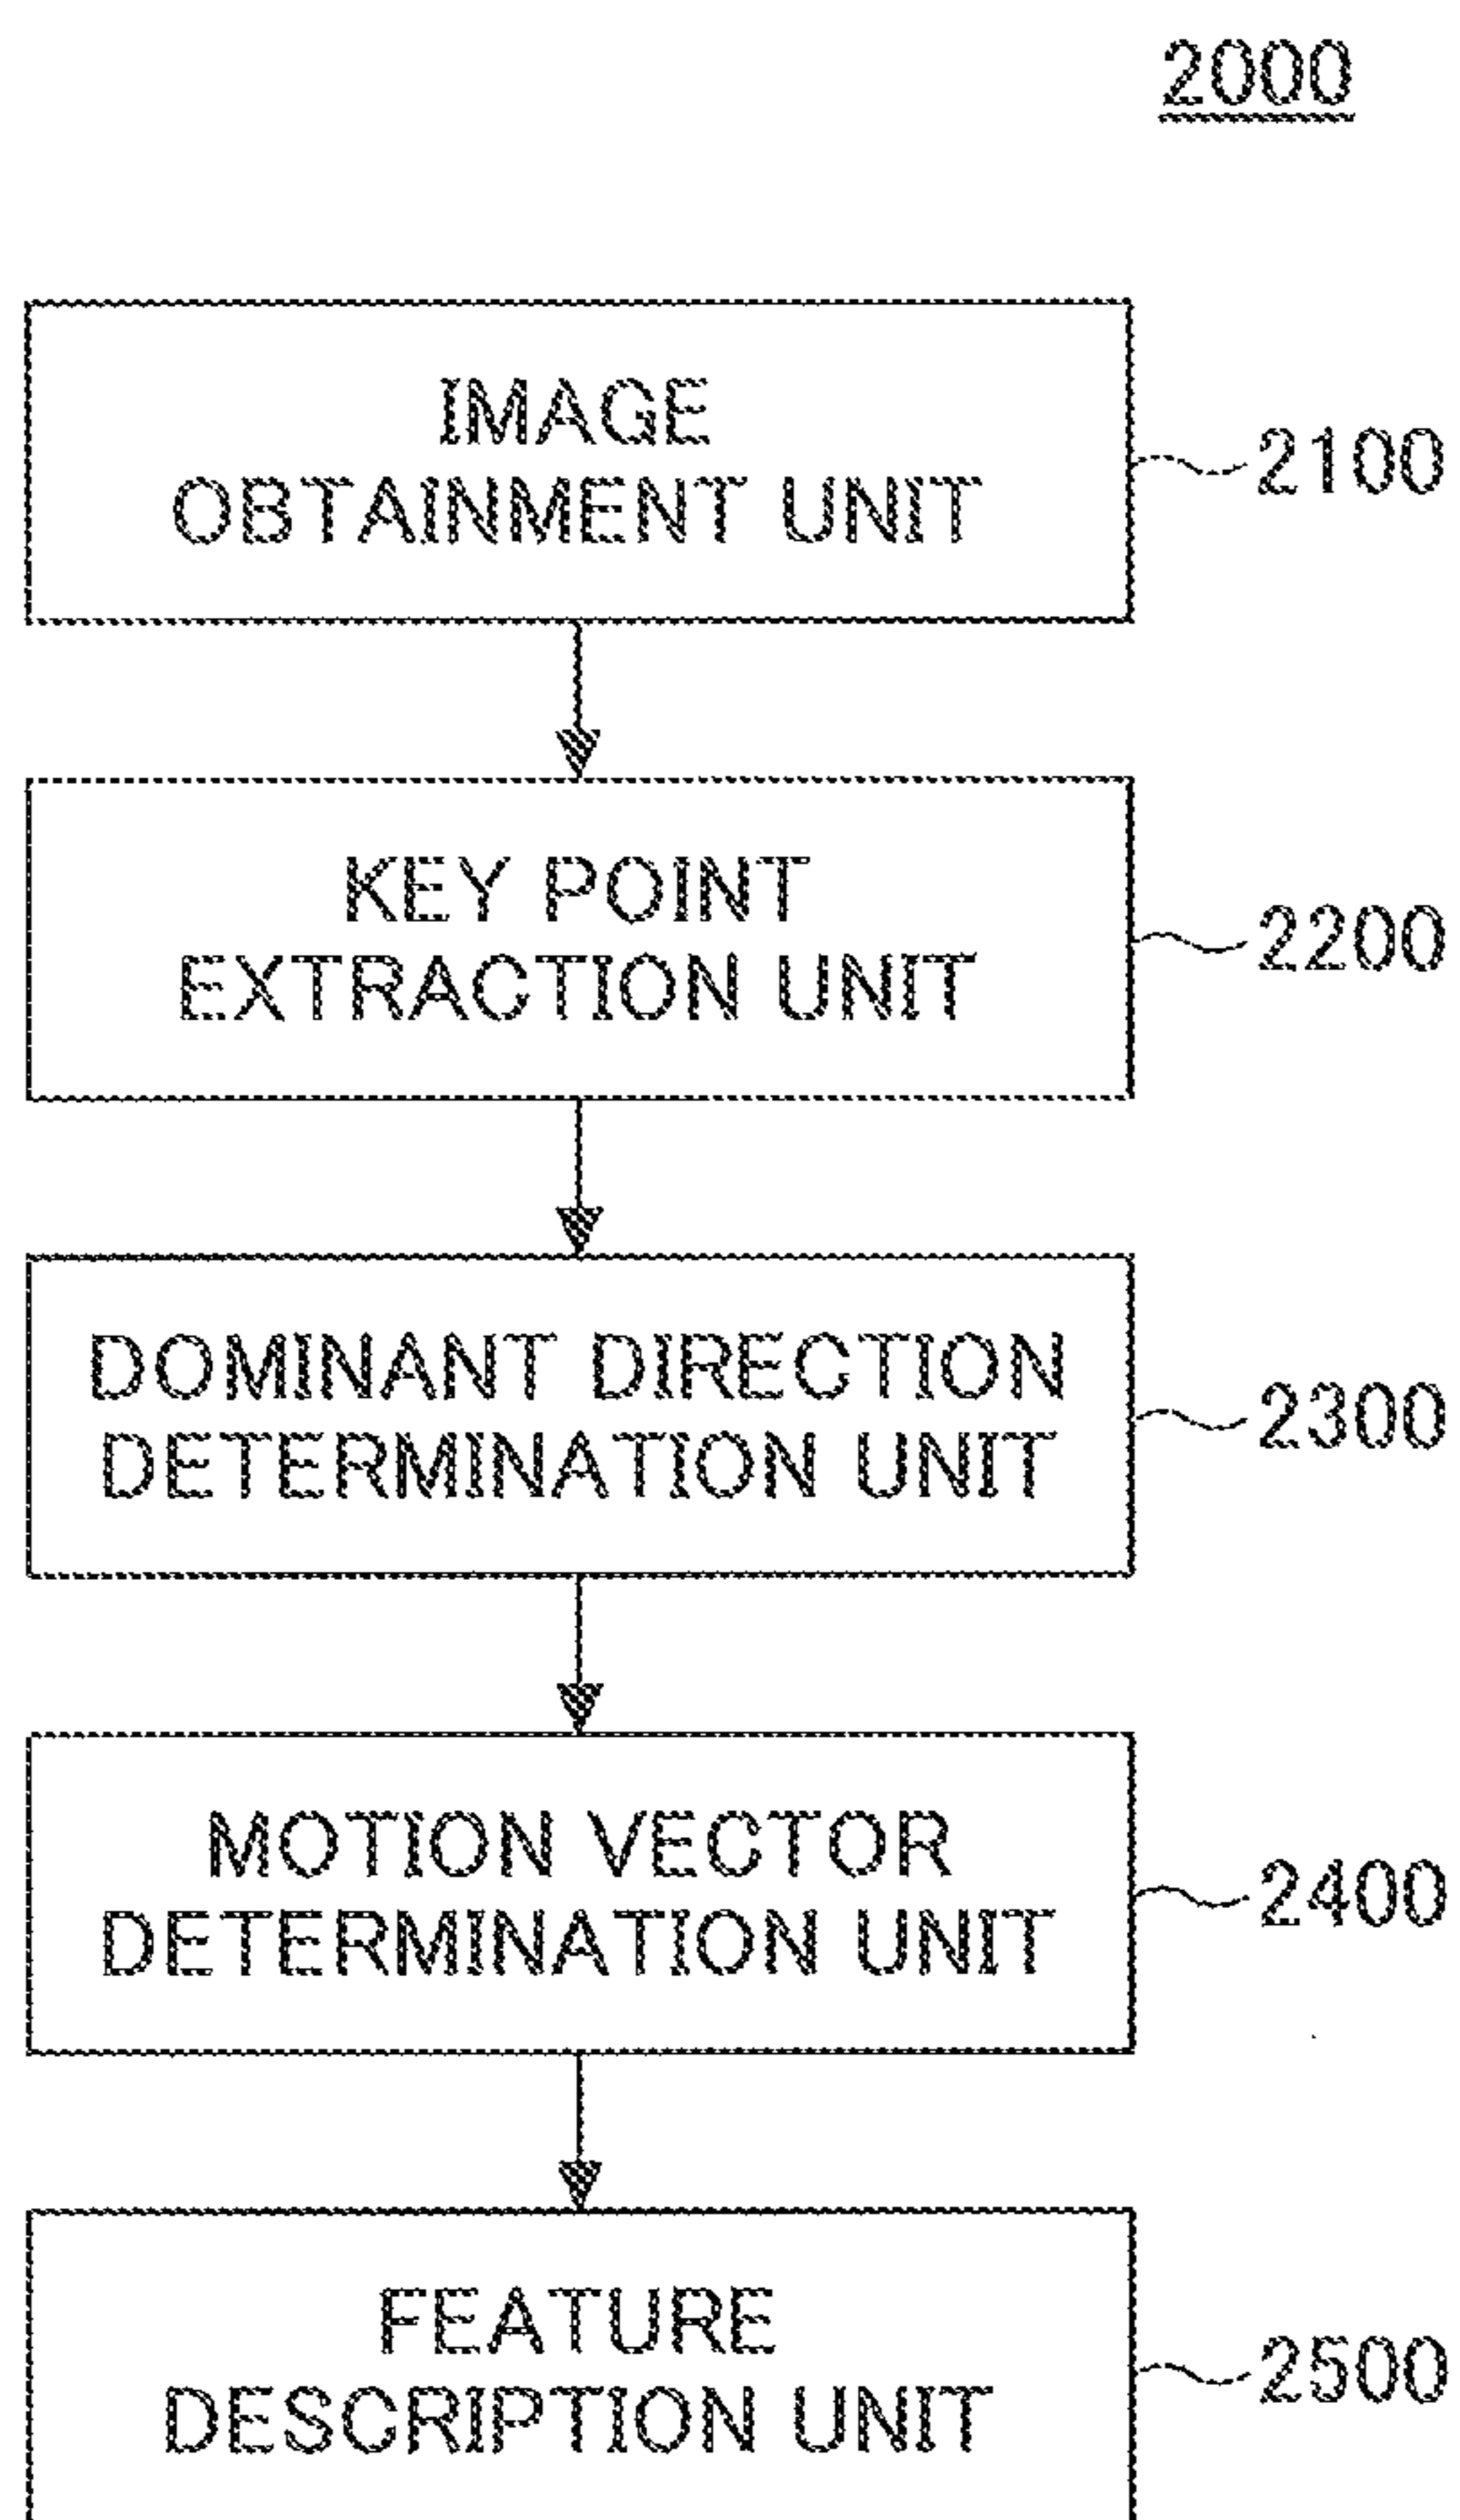 2000
IMAGE
OBTAINMENT UNIT
2100
KEY POINT
EXTRACTION UNIT
2200
DOMINANT DIRECTION
DETERMINATION UNIT
2300
MOTION VECTOR
DETERMINATION UNIT
2400
FEATURE
DESCRIPTION UNIT
2500